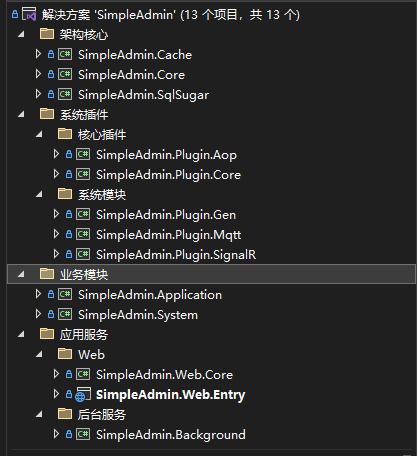 解决方案 'SimpleAdmin' (13 个项目，共 13 个)
架构核心
C# SimpleAdmin.Cache
C# SimpleAdmin.Core
C# SimpleAdmin.SqlSugar
系统插件
核心插件
C# SimpleAdmin.Plugin.Aop
C# SimpleAdmin.Plugin.Core
系统模块
C# SimpleAdmin.Plugin.Gen
C# SimpleAdmin.Plugin.Mqtt
C# SimpleAdmin.Plugin.SignalR
业务模块
C# SimpleAdmin.Application
C# SimpleAdmin.System
应用服务
Web
C# SimpleAdmin.Web.Core
SimpleAdmin.Web.Entry
后台服务
C# SimpleAdmin.Background